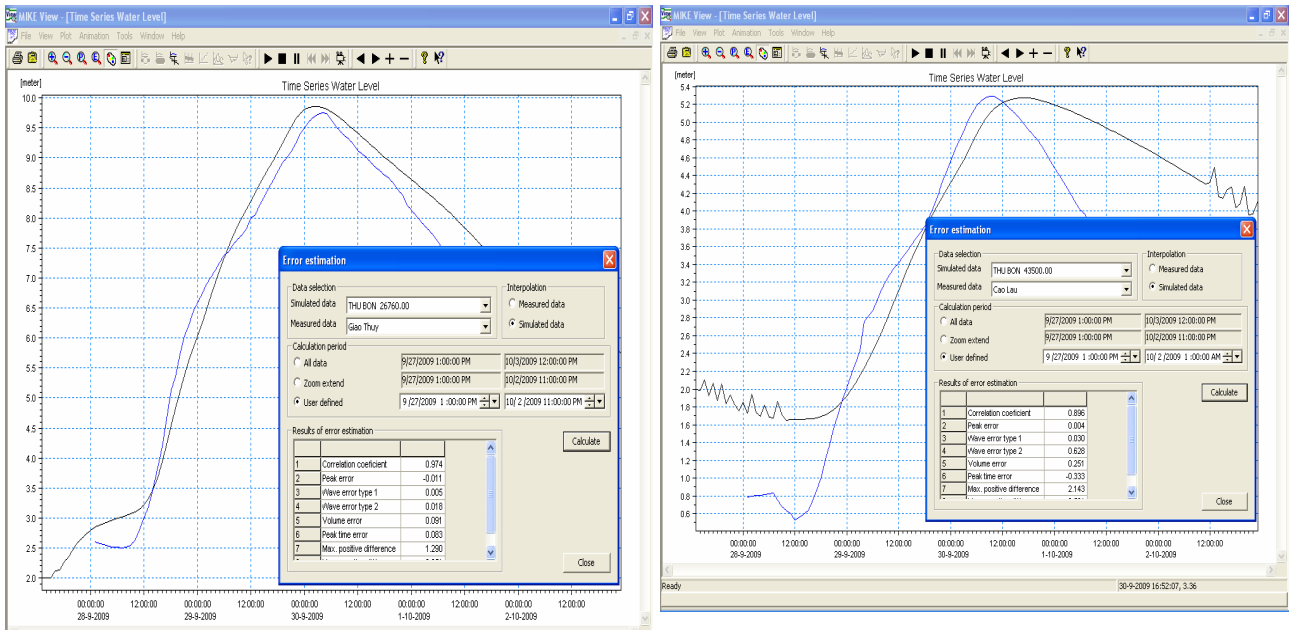 MIKE View - [Time Series Water Level]
File View Plot Animation Tools Window Help
[meter]
Time Series Water Level
10.0
9.5
9.0
8.5
8.0
7.5
7.0
6.5
6.0
5.5
5.0
4.5
4.0
3.5
3.0
2.5
2.0
00:00:00 12:00:00 00:00:00 12:00:00 00:00:00 12:00:00 00:00:00 12:00:00 00:00:00 12:00:00
28-9-2009 29-9-2009 30-9-2009 1-10-2009 2-10-2009
Error estimation
Data selection
Simulated data THU BON 26760.00
Measured data Giao Thuy
Interpolation
Measured data
Simulated data
Calculation period
All data 9/27/2009 1:00:00 PM 10/3/2009 12:00:00 PM
Zoom extend 9/27/2009 1:00:00 PM 10/2/2009 11:00:00 PM
User defined 9 /27/2009 1 :00:00 PM 10/ 2 /2009 11:00:00 PM
Results of error estimation
1 Correlation coeficient 0.974
2 Peak error -0.011
3 Wave error type 1 0.005
4 Wave error type 2 0.018
5 Volume error 0.091
6 Peak time error 0.083
7 Max. positive difference 1.290
Calculate
Close
MIKE View - [Time Series Water Level]
File View Plot Animation Tools Window Help
[meter]
Time Series Water Level
5.4
5.2
5.0
4.8
4.6
4.4
4.2
4.0
3.8
3.6
3.4
3.2
3.0
2.8
2.6
2.4
2.2
2.0
1.8
1.6
1.4
1.2
1.0
0.8
0.6
00:00:00 12:00:00 00:00:00 12:00:00 00:00:00 12:00:00 00:00:00 12:00:00 00:00:00 12:00:00
28-9-2009 29-9-2009 30-9-2009 1-10-2009 2-10-2009
Error estimation
Data selection
Simulated data THU BON 43500.00
Measured data Cao Lau
Interpolation
Measured data
Simulated data
Calculation period
All data 9/27/2009 1:00:00 PM 10/3/2009 12:00:00 PM
Zoom extend 9/27/2009 1:00:00 PM 10/2/2009 11:00:00 PM
User defined 9 /27/2009 1 :00:00 PM 10/ 2 /2009 1 :00:00 AM
Results of error estimation
1 Correlation coeficient 0.896
2 Peak error 0.004
3 Wave error type 1 0.030
4 Wave error type 2 0.628
5 Volume error 0.251
6 Peak time error -0.333
7 Max. positive difference 2.143
Calculate
Close
Ready
30-9-2009 16:52:07, 3.36